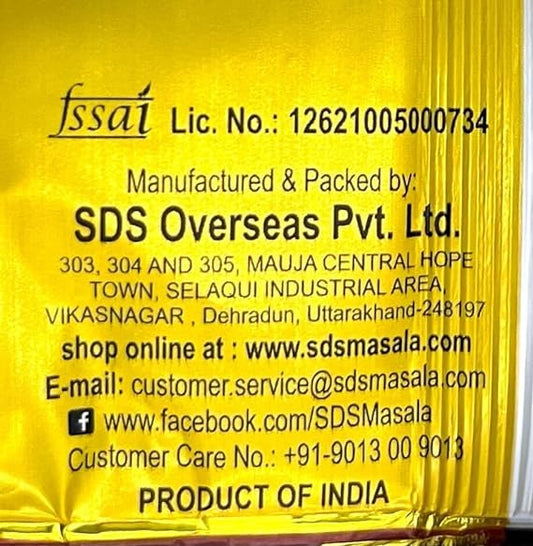 fssai Lic. No.: 12621005000734
Manufactured & Packed by:
SDS Overseas Pvt. Ltd.
303, 304 AND 305, MAUJA CENTRAL HOPE
TOWN, SELAQUI INDUSTRIAL AREA,
VIKASNAGAR , Dehradun, Uttarakhand-248197
shop online at : www.sdsmasala.com
E-mail: customer.service@sdsmasala.com
f www.facebook.com/SDSMasala
Customer Care No.: +91-9013 00 9013
PRODUCT OF INDIA